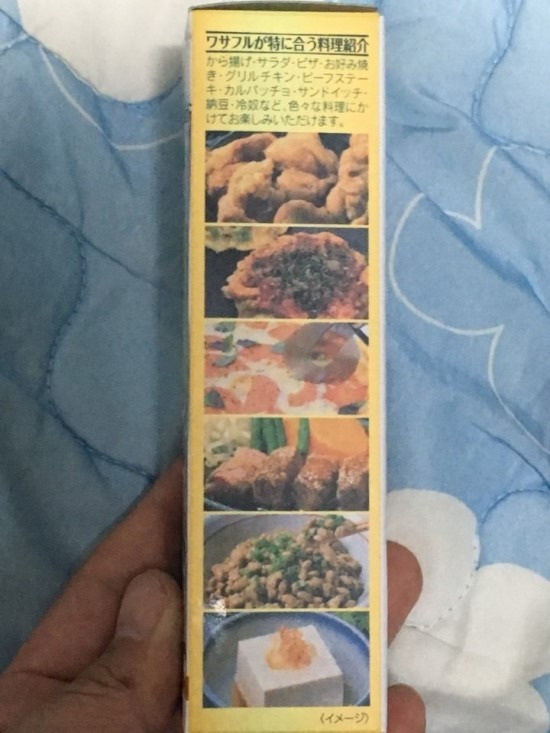 ワサフルが特に合う料理紹介
から揚げ・サラダ・ピザ・お好み焼
き・グリルチキン・ビーフステー
キ・カルパッチョ・サンドイッチ・
納豆・冷奴など、色々な料理にか
けてお楽しみいただけます。
〈イメージ〉